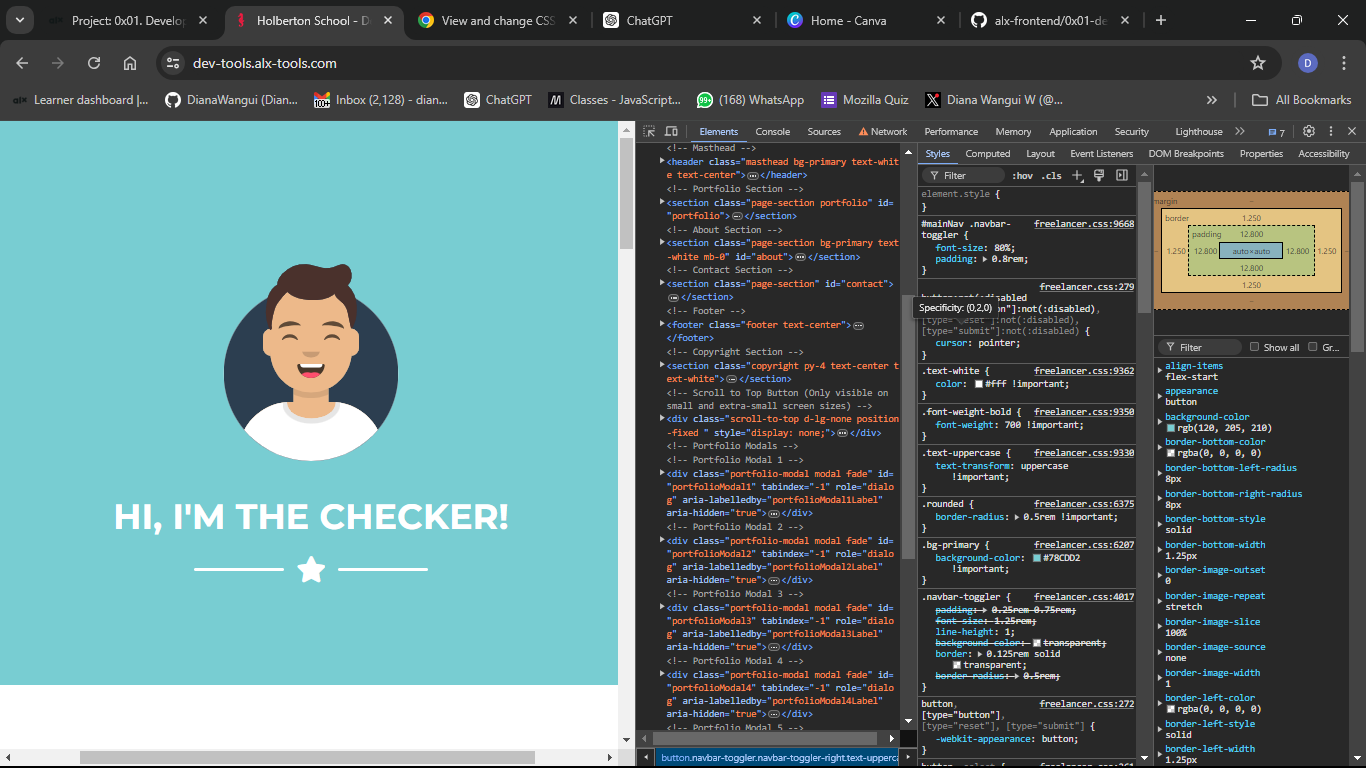 Project: 0x01. Develop
Holberton School - D
View and change CSS
ChatGPT
Home - Canva
alx-frontend/0x01-de
dev-tools.alx-tools.com
D
alx Learner dashboard |...
DianaWangui (Dian...
100+ Inbox (2,128) - dian...
ChatGPT
Classes - JavaScript...
99+ (168) WhatsApp
Mozilla Quiz
Diana Wangui W (@...
All Bookmarks
HI, I'M THE CHECKER!
Elements Console Sources Network Performance Memory Application Security Lighthouse 7
<!-- Masthead -->
<header class="masthead bg-primary text-whit
e text-center"> </header>
<!-- Portfolio Section -->
<section class="page-section portfolio" id=
"portfolio"> </section>
<!-- About Section -->
<section class="page-section bg-primary text
-white mb-0" id="about"> </section>
<!-- Contact Section -->
<section class="page-section" id="contact">
</section>
<!-- Footer -->
<footer class="footer text-center">
</footer>
<!-- Copyright Section -->
<section class="copyright py-4 text-center t
ext-white"> </section>
<!-- Scroll to Top Button (Only visible on
small and extra-small screen sizes) -->
<div class="scroll-to-top d-lg-none position
-fixed " style="display: none;"> </div>
<!-- Portfolio Modals -->
<!-- Portfolio Modal 1 -->
<div class="portfolio-modal modal fade" id=
"portfolioModal1" tabindex="-1" role="dialo
g" aria-labelledby="portfolioModal1Label"
aria-hidden="true"> </div>
<!-- Portfolio Modal 2 -->
<div class="portfolio-modal modal fade" id=
"portfolioModal2" tabindex="-1" role="dialo
g" aria-labelledby="portfolioModal2Label"
aria-hidden="true"> </div>
<!-- Portfolio Modal 3 -->
<div class="portfolio-modal modal fade" id=
"portfolioModal3" tabindex="-1" role="dialo
g" aria-labelledby="portfolioModal3Label"
aria-hidden="true"> </div>
<!-- Portfolio Modal 4 -->
<div class="portfolio-modal modal fade" id=
"portfolioModal4" tabindex="-1" role="dialo
g" aria-labelledby="portfolioModal4Label"
aria-hidden="true"> </div>
<!-- Portfolio Modal 5 -->
button.navbar-toggler.navbar-toggler-right.text-upperca
Styles Computed Layout Event Listeners DOM Breakpoints Properties Accessibility
Filter :hov .cls
element.style {
}
#mainNav .navbar- freelancer.css:9668
toggler {
font-size: 80%;
padding: 0.8rem;
}
freelancer.css:279
Specificity: (0,2,0)
:not(:disabled),
:not(:disabled),
[type="submit"]:not(:disabled) {
cursor: pointer;
}
.text-white { freelancer.css:9362
color: #fff !important;
}
.font-weight-bold { freelancer.css:9350
font-weight: 700 !important;
}
.text-uppercase { freelancer.css:9330
text-transform: uppercase
!important;
}
.rounded { freelancer.css:6375
border-radius: 0.5rem !important;
}
.bg-primary { freelancer.css:6207
background-color: #78CDD2
!important;
}
.navbar-toggler { freelancer.css:4017
padding: 0.25rem 0.75rem;
font-size: 1.25rem;
line-height: 1;
background-color: transparent;
border: 0.125rem solid
transparent;
border-radius: 0.5rem;
}
button, freelancer.css:272
[type="button"],
[type="reset"], [type="submit"] {
-webkit-appearance: button;
}
margin
border 1.250
padding 12.800
1.250 12.800 auto×auto 12.800 1.250
12.800
1.250
Filter Show all Gr...
align-items
flex-start
appearance
button
background-color
rgb(120, 205, 210)
border-bottom-color
rgba(0, 0, 0, 0)
border-bottom-left-radius
8px
border-bottom-right-radius
8px
border-bottom-style
solid
border-bottom-width
1.25px
border-image-outset
0
border-image-repeat
stretch
border-image-slice
100%
border-image-source
none
border-image-width
1
border-left-color
rgba(0, 0, 0, 0)
border-left-style
solid
border-left-width
1.25px